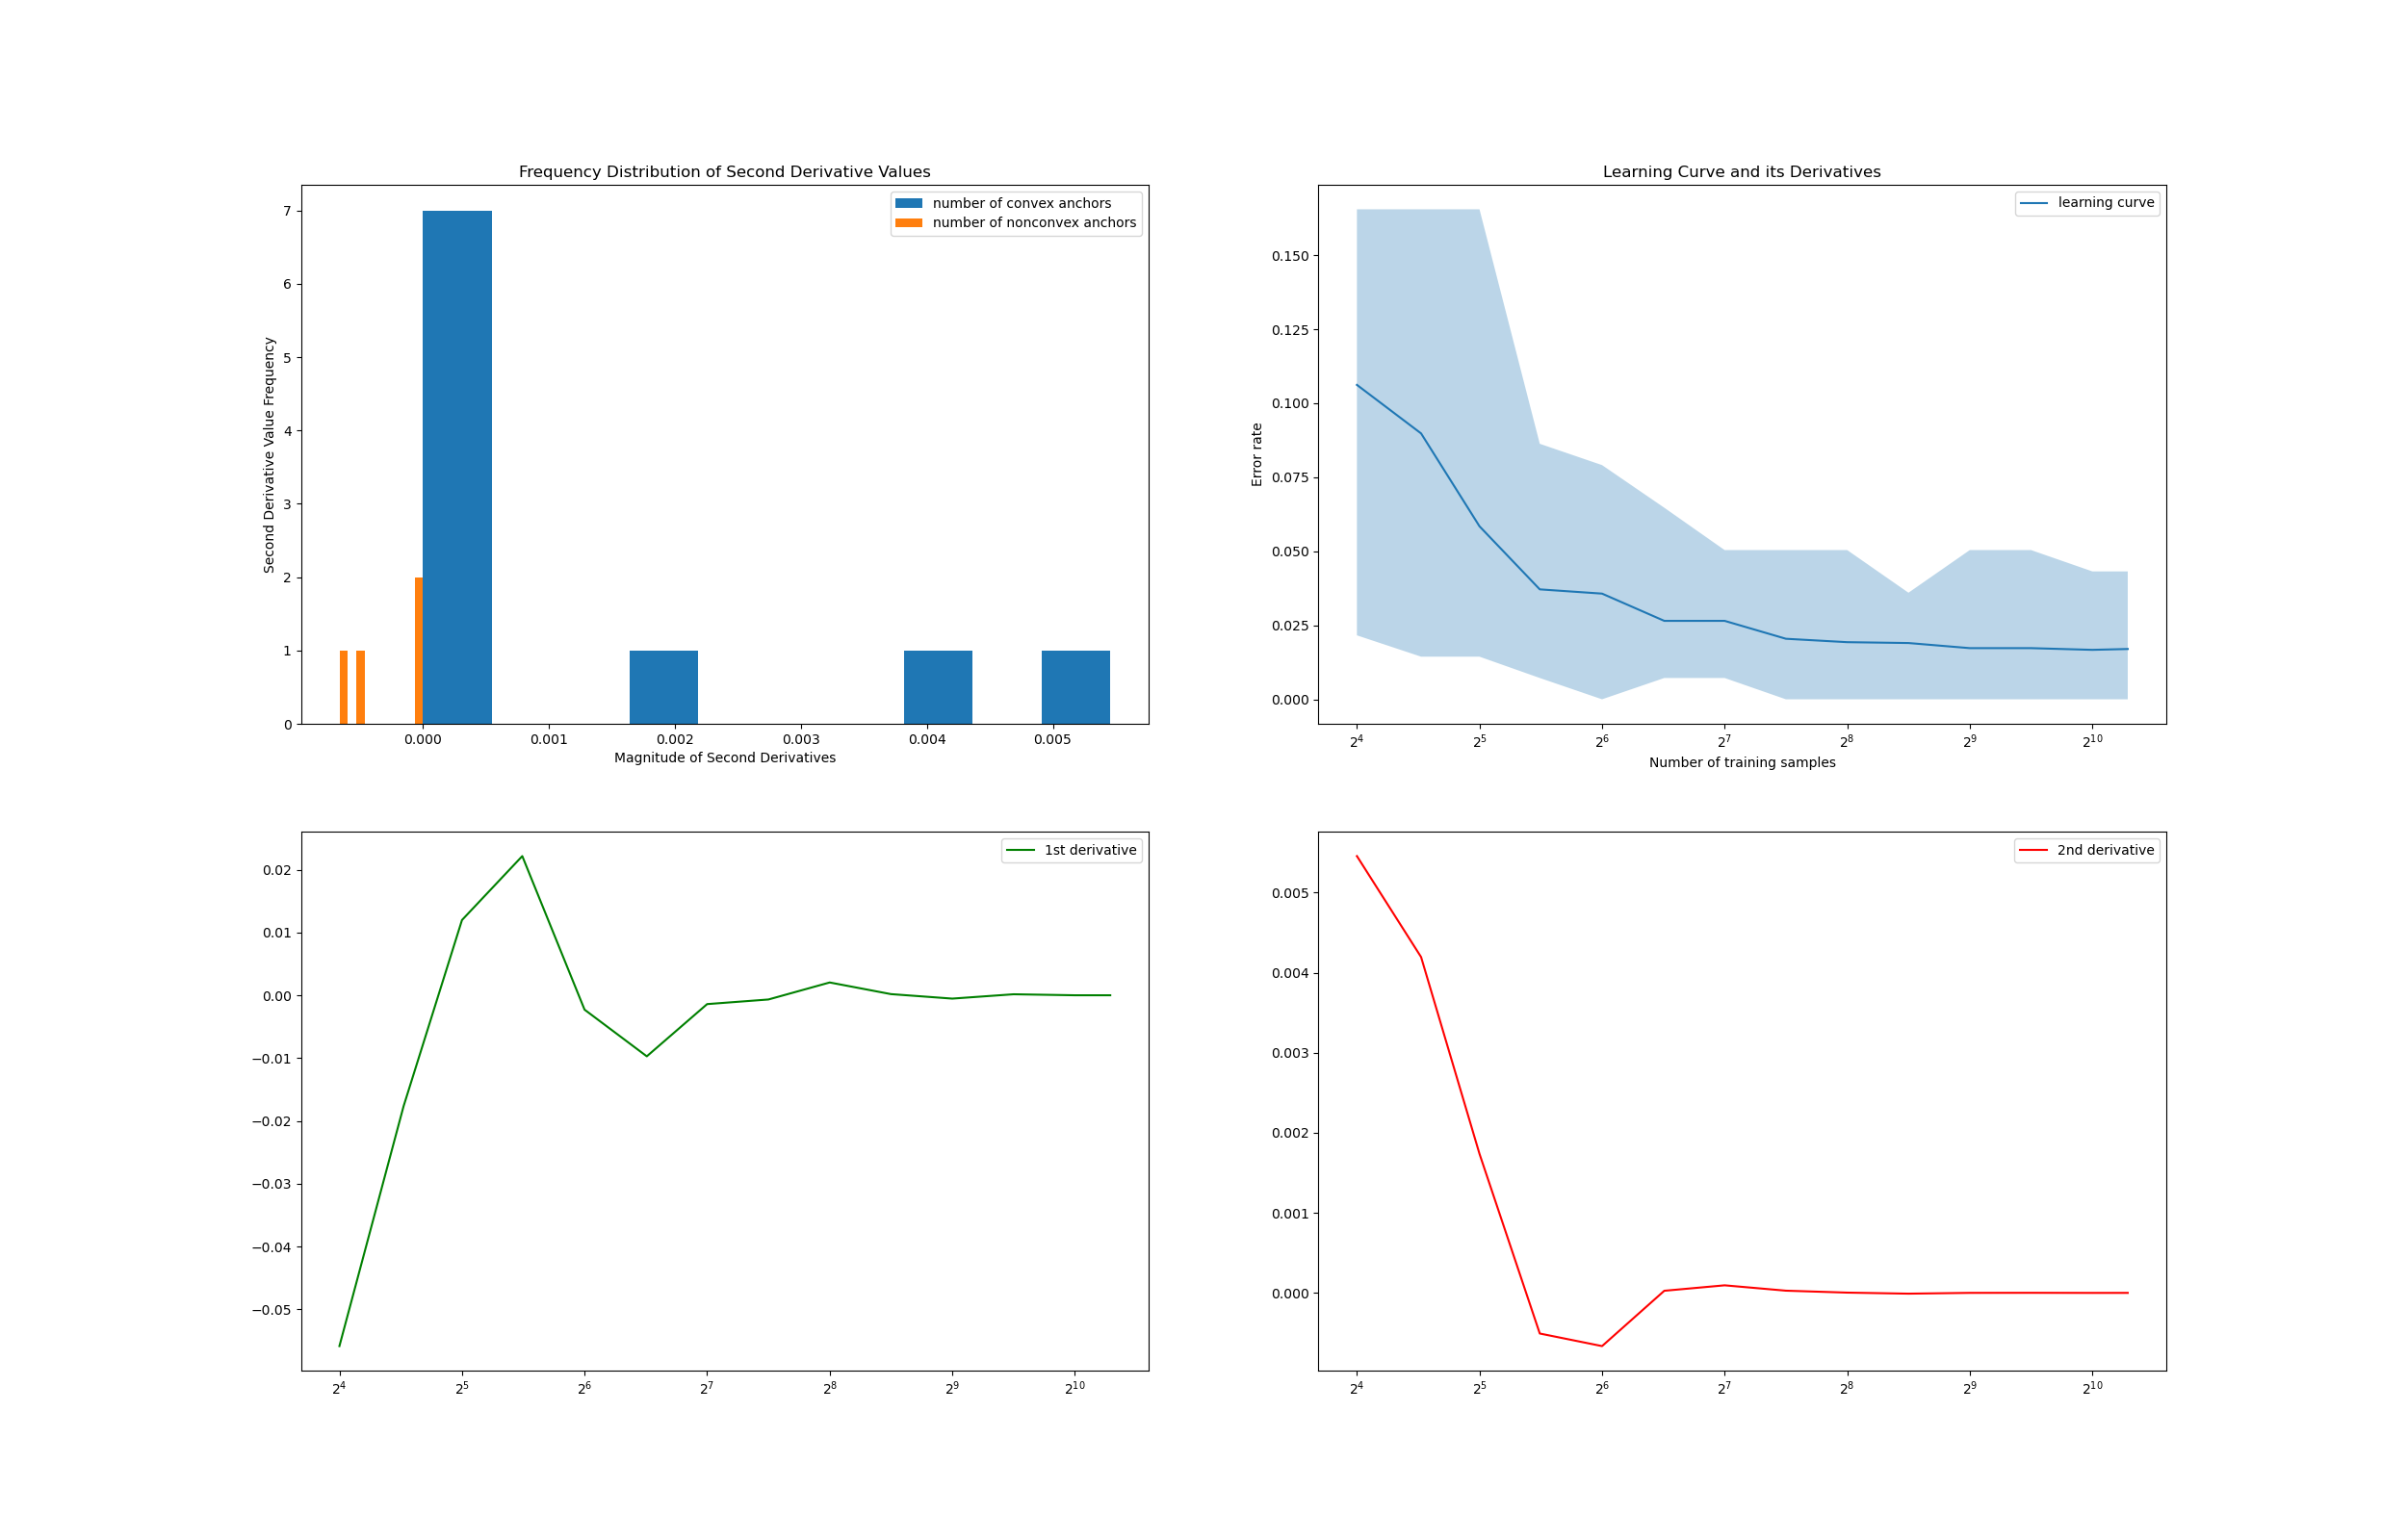 Frequency Distribution of Second Derivative Values
number of convex anchors
number of nonconvex anchors
Second Derivative Value Frequency
7
6
5
4
3
2
1
0
0.000 0.001 0.002 0.003 0.004 0.005
Magnitude of Second Derivatives
Learning Curve and its Derivatives
learning curve
Error rate
0.150
0.125
0.100
0.075
0.050
0.025
0.000
2⁴ 2⁵ 2⁶ 2⁷ 2⁸ 2⁹ 2¹⁰
Number of training samples
1st derivative
0.02
0.01
0.00
−0.01
−0.02
−0.03
−0.04
−0.05
2⁴ 2⁵ 2⁶ 2⁷ 2⁸ 2⁹ 2¹⁰
2nd derivative
0.005
0.004
0.003
0.002
0.001
0.000
2⁴ 2⁵ 2⁶ 2⁷ 2⁸ 2⁹ 2¹⁰